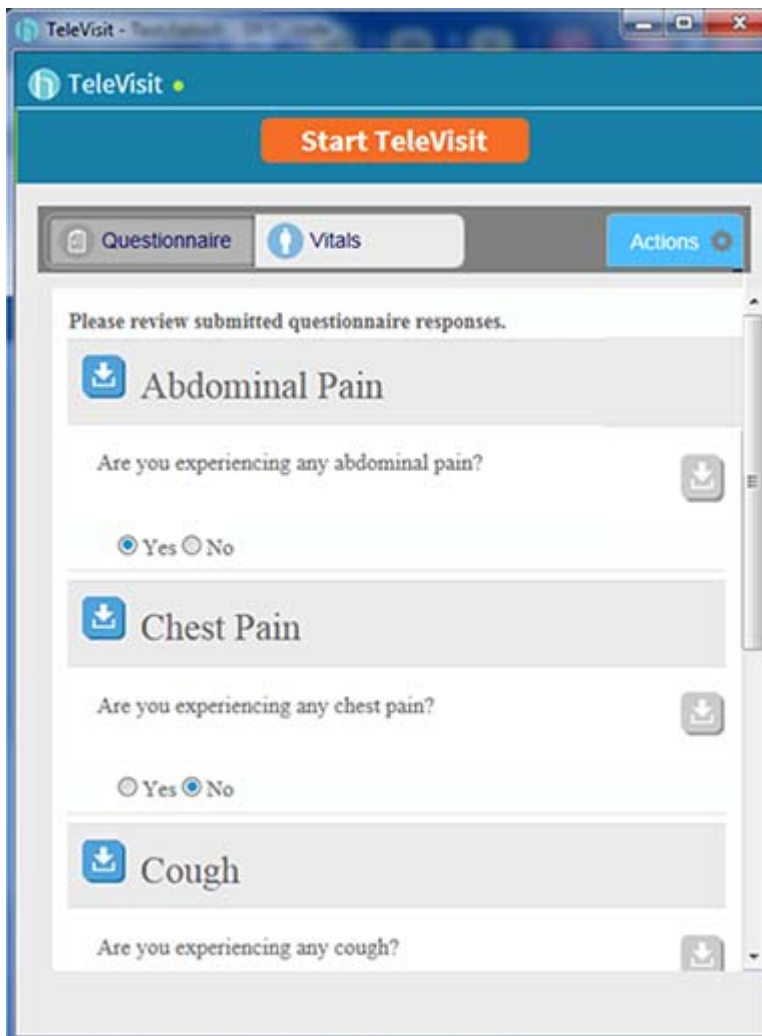 TeleVisit -
TeleVisit
Start TeleVisit
Questionnaire Vitals Actions
Please review submitted questionnaire responses.
Abdominal Pain
Are you experiencing any abdominal pain?
Yes No
Chest Pain
Are you experiencing any chest pain?
Yes No
Cough
Are you experiencing any cough?